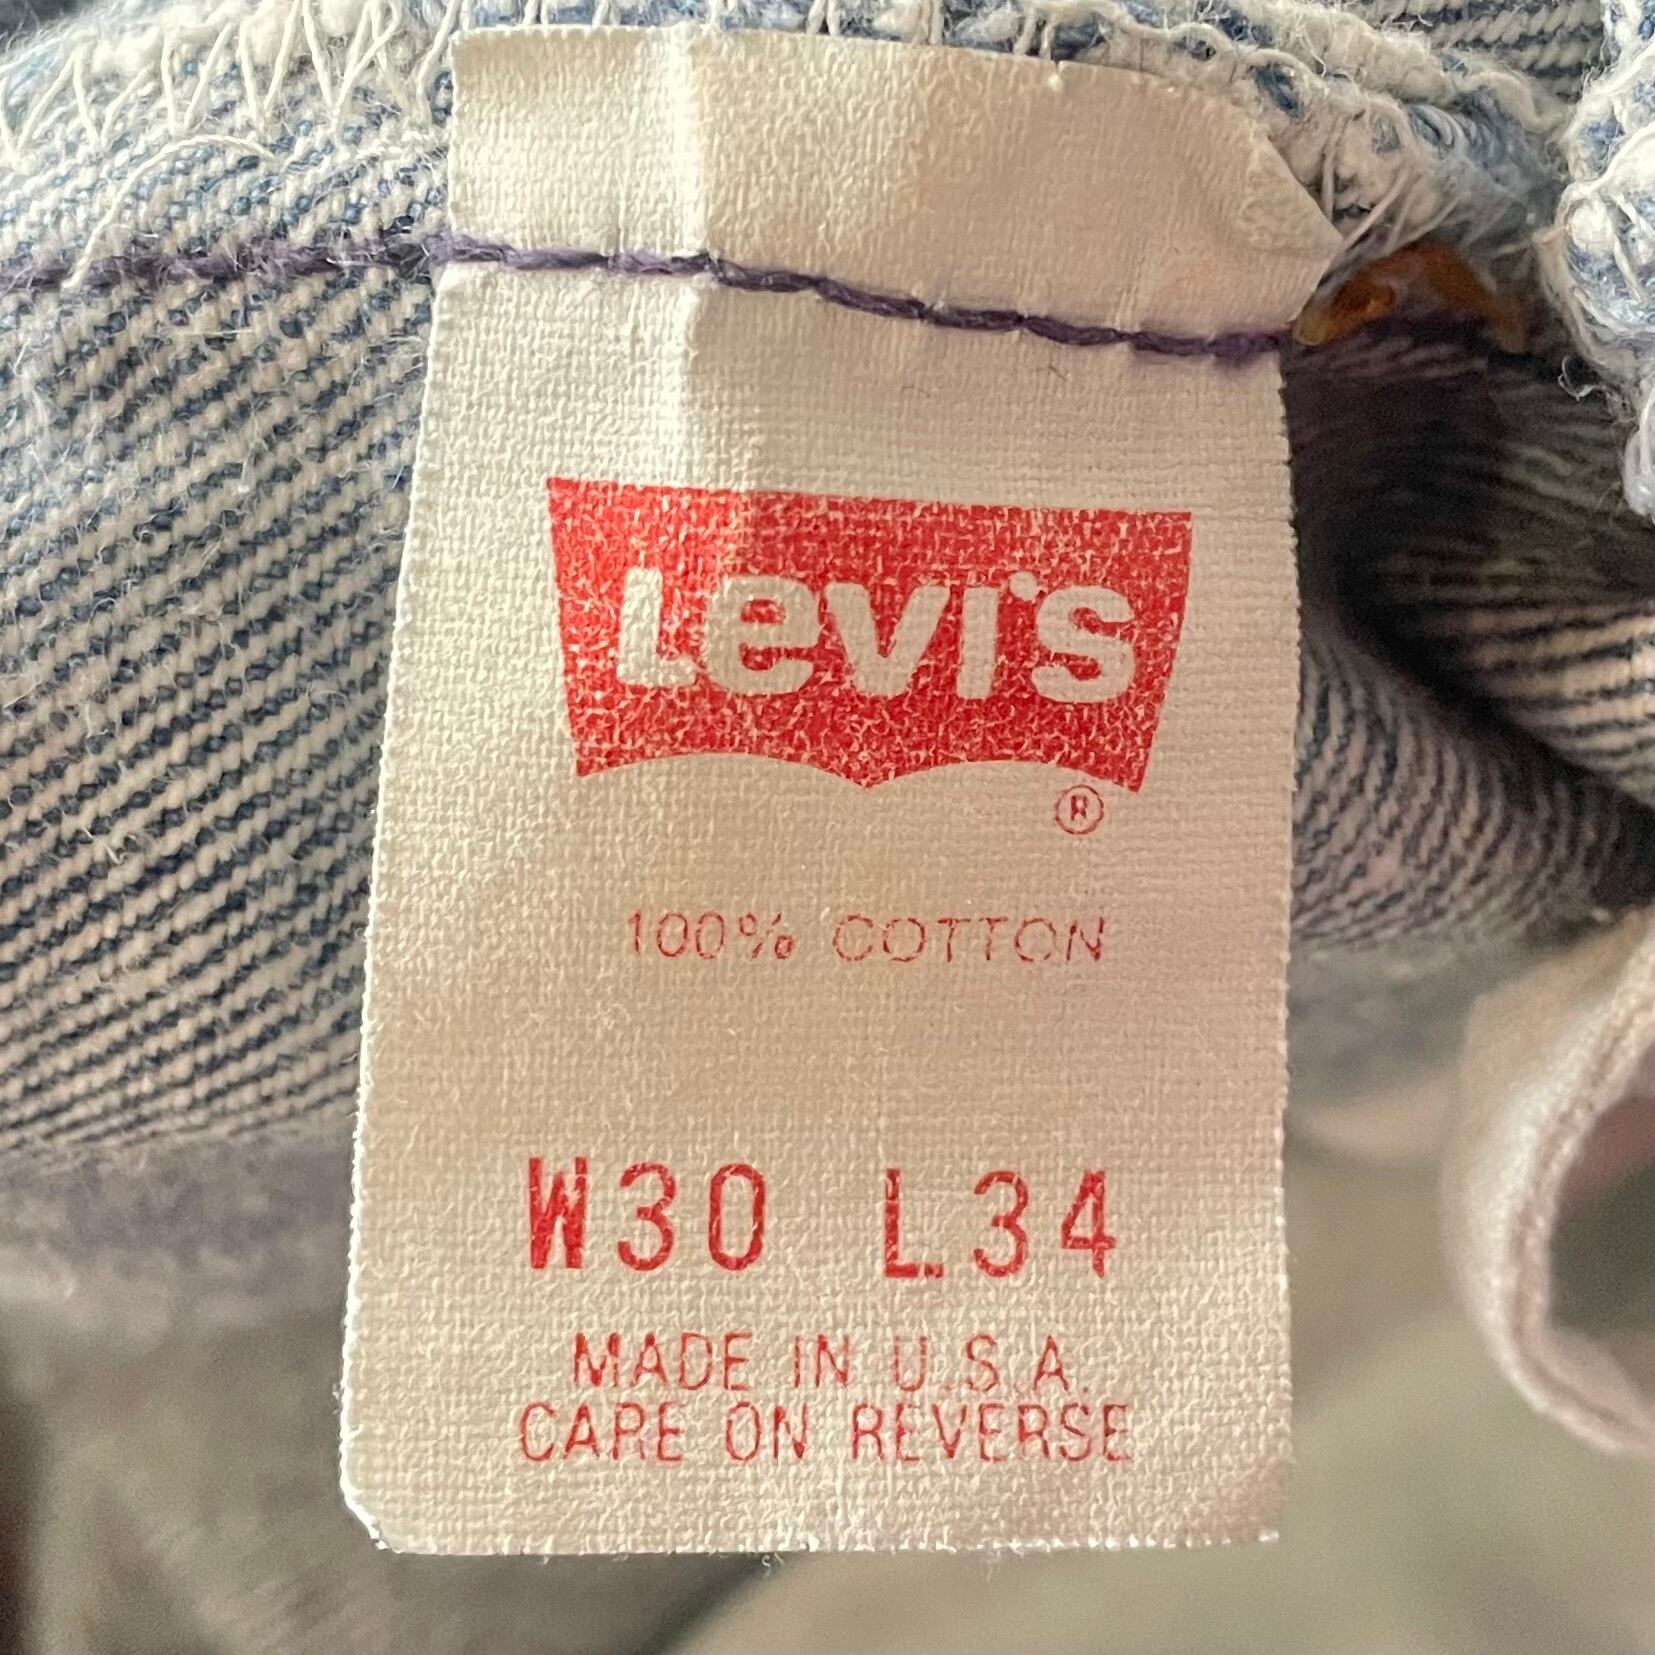 Levi's
®
100% COTTON
W30 L34
MADE IN U.S.A.
CARE ON REVERSE